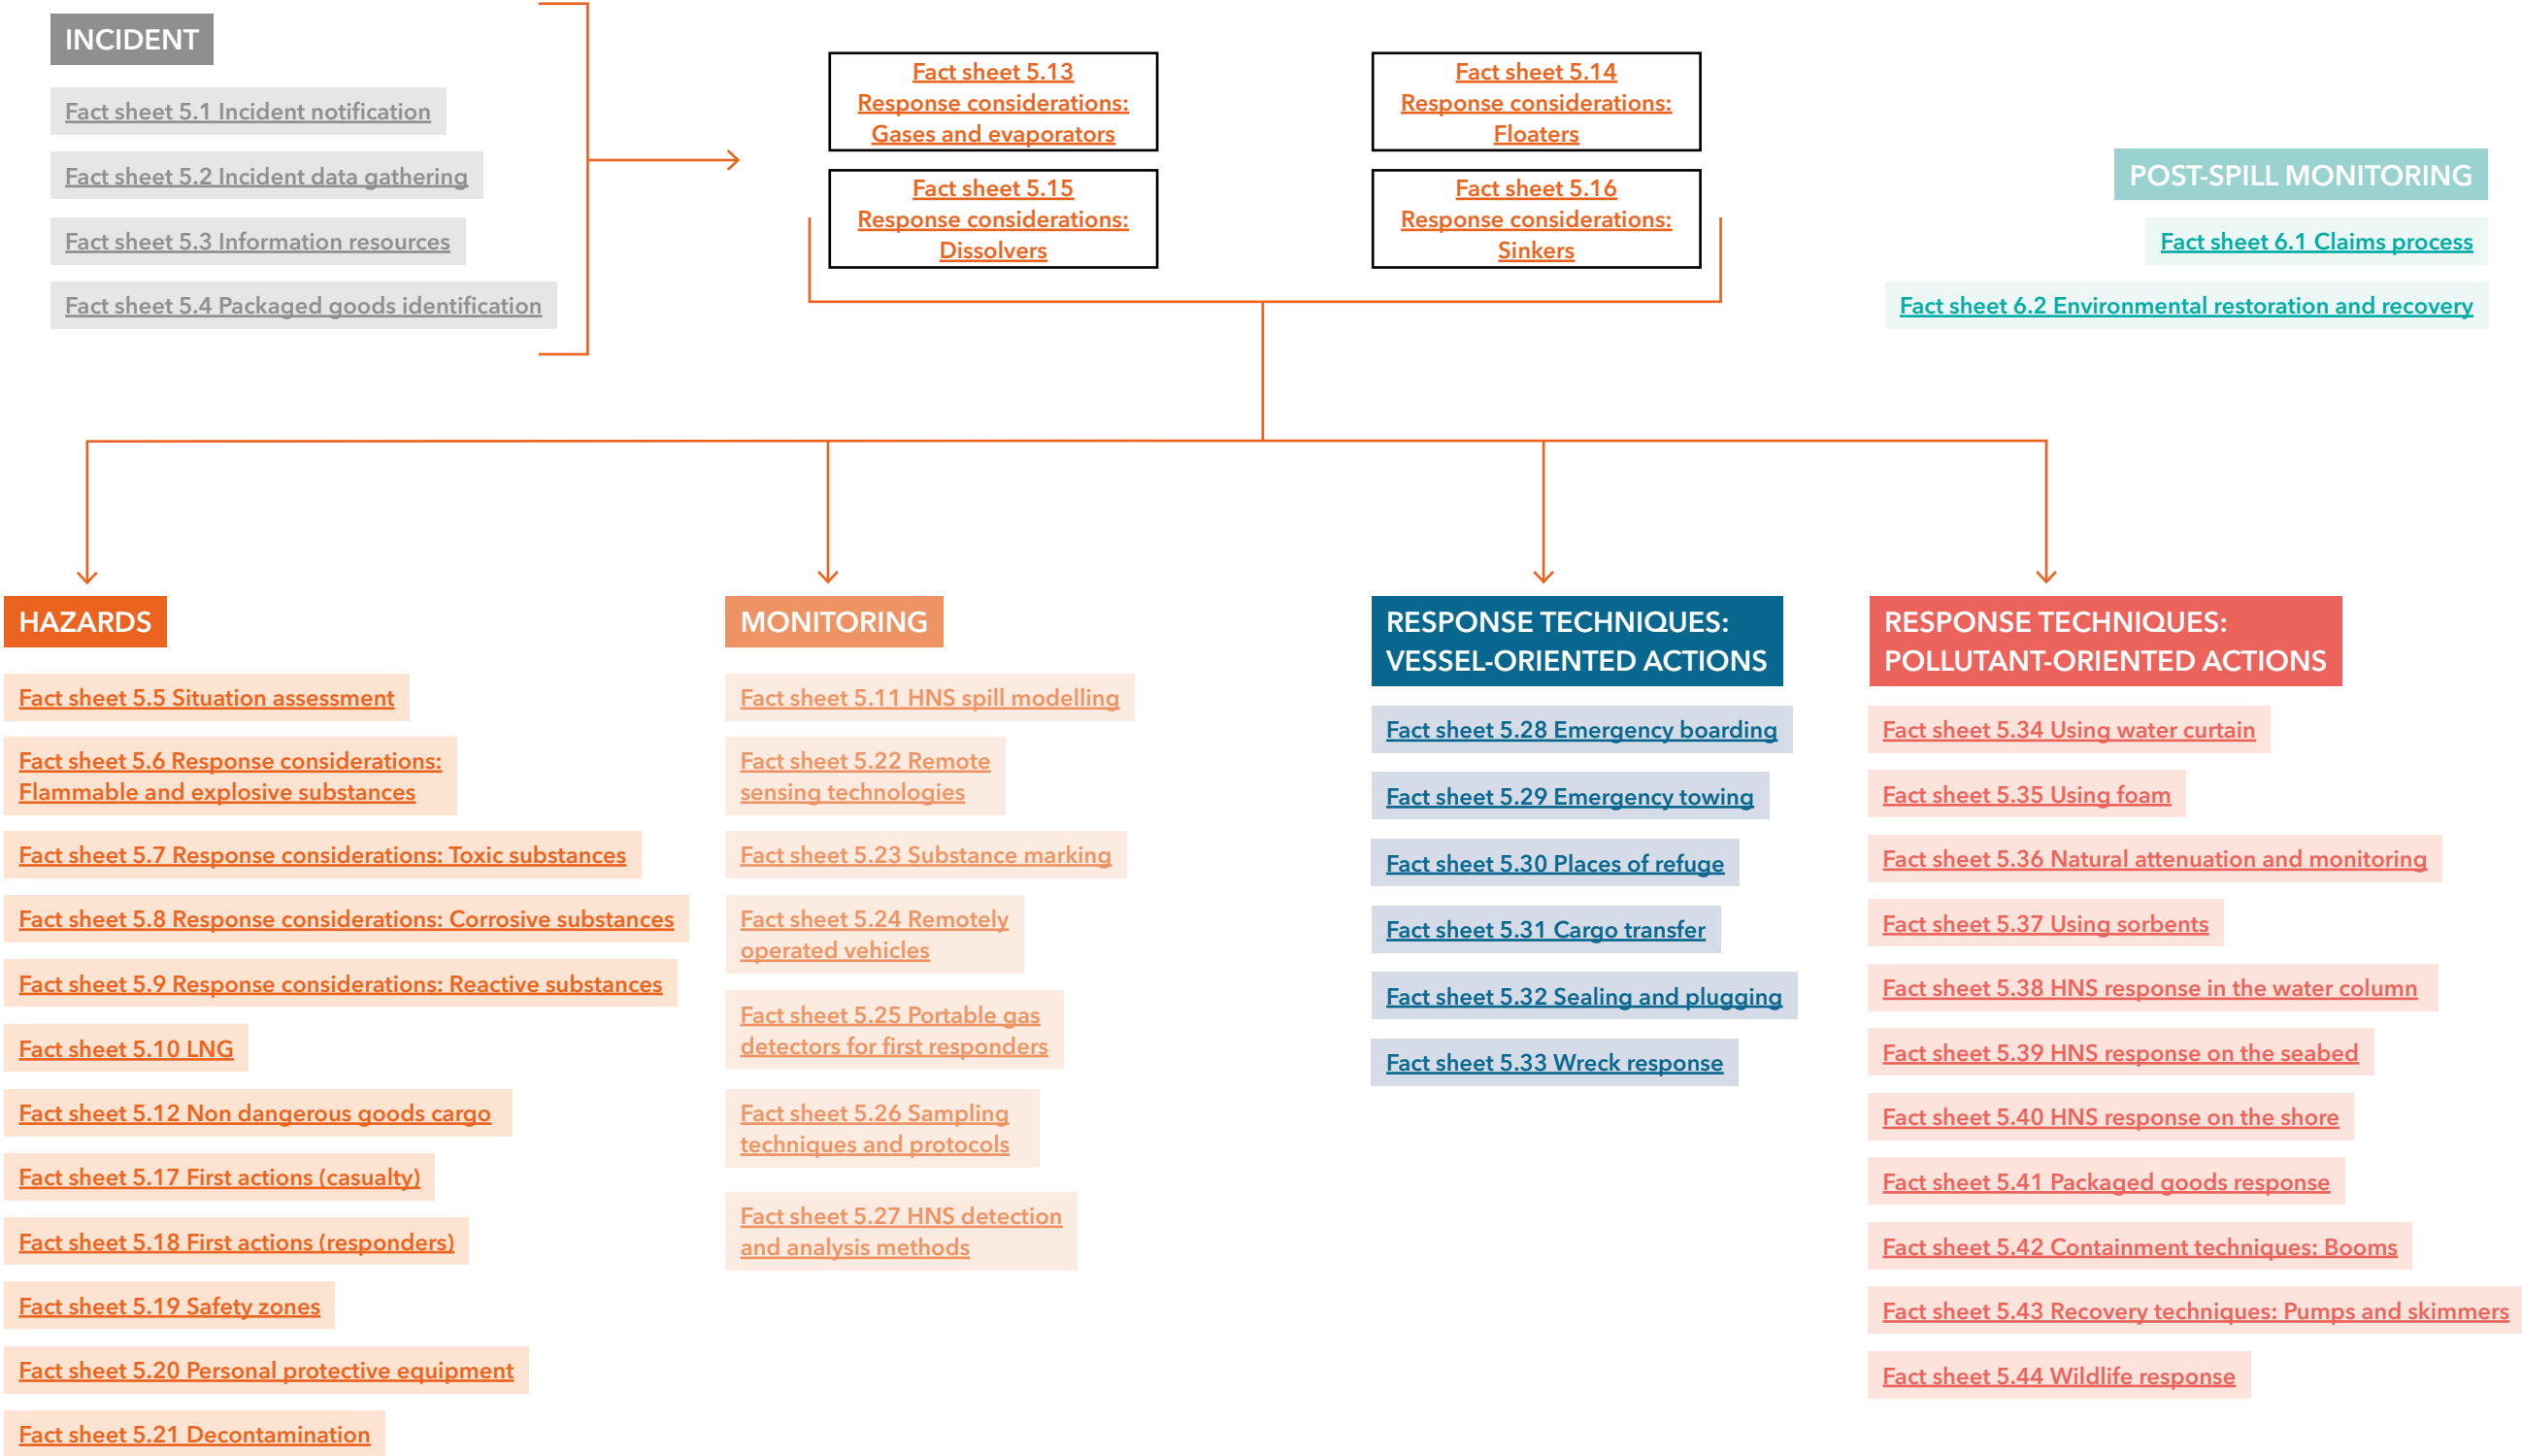 INCIDENT
Fact sheet 5.1 Incident notification
Fact sheet 5.2 Incident data gathering
Fact sheet 5.3 Information resources
Fact sheet 5.4 Packaged goods identification
Fact sheet 5.13
Response considerations:
Gases and evaporators
Fact sheet 5.14
Response considerations:
Floaters
Fact sheet 5.15
Response considerations:
Dissolvers
Fact sheet 5.16
Response considerations:
Sinkers
POST-SPILL MONITORING
Fact sheet 6.1 Claims process
Fact sheet 6.2 Environmental restoration and recovery
HAZARDS
Fact sheet 5.5 Situation assessment
Fact sheet 5.6 Response considerations:
Flammable and explosive substances
Fact sheet 5.7 Response considerations: Toxic substances
Fact sheet 5.8 Response considerations: Corrosive substances
Fact sheet 5.9 Response considerations: Reactive substances
Fact sheet 5.10 LNG
Fact sheet 5.12 Non dangerous goods cargo
Fact sheet 5.17 First actions (casualty)
Fact sheet 5.18 First actions (responders)
Fact sheet 5.19 Safety zones
Fact sheet 5.20 Personal protective equipment
Fact sheet 5.21 Decontamination
MONITORING
Fact sheet 5.11 HNS spill modelling
Fact sheet 5.22 Remote
sensing technologies
Fact sheet 5.23 Substance marking
Fact sheet 5.24 Remotely
operated vehicles
Fact sheet 5.25 Portable gas
detectors for first responders
Fact sheet 5.26 Sampling
techniques and protocols
Fact sheet 5.27 HNS detection
and analysis methods
RESPONSE TECHNIQUES:
VESSEL-ORIENTED ACTIONS
Fact sheet 5.28 Emergency boarding
Fact sheet 5.29 Emergency towing
Fact sheet 5.30 Places of refuge
Fact sheet 5.31 Cargo transfer
Fact sheet 5.32 Sealing and plugging
Fact sheet 5.33 Wreck response
RESPONSE TECHNIQUES:
POLLUTANT-ORIENTED ACTIONS
Fact sheet 5.34 Using water curtain
Fact sheet 5.35 Using foam
Fact sheet 5.36 Natural attenuation and monitoring
Fact sheet 5.37 Using sorbents
Fact sheet 5.38 HNS response in the water column
Fact sheet 5.39 HNS response on the seabed
Fact sheet 5.40 HNS response on the shore
Fact sheet 5.41 Packaged goods response
Fact sheet 5.42 Containment techniques: Booms
Fact sheet 5.43 Recovery techniques: Pumps and skimmers
Fact sheet 5.44 Wildlife response